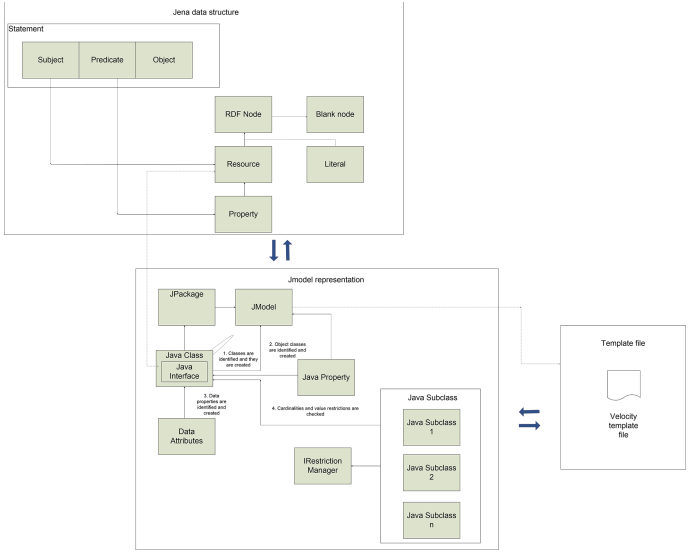 Jena data structure
Statement
Subject
Predicate
Object
RDF Node
Blank node
Resource
Literal
Property
Jmodel representation
JPackage
JModel
Java Class
Java
Interface
1. Classes are
identified and they
are created
2. Object classes
are identified and
created
Java Property
3. Data
properties are
identified and
created
4. Cardinalities and value restrictions are
checked
Data
Attributes
IRestriction
Manager
Java Subclass
Java Subclass
1
Java Subclass
2
Java Subclass
n
Template file
Velocity
template
file